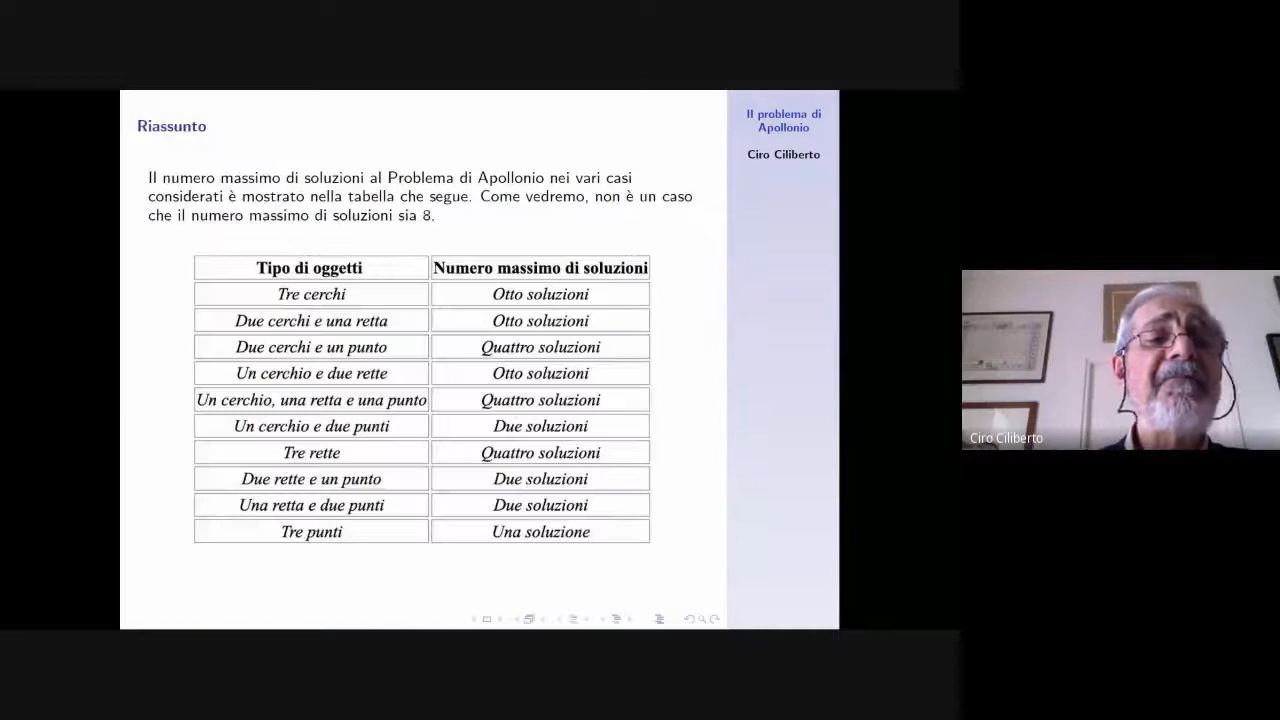 Riassunto
Il numero massimo di soluzioni al Problema di Apollonio nei vari casi
considerati è mostrato nella tabella che segue. Come vedremo, non è un caso
che il numero massimo di soluzioni sia 8.
Tipo di oggetti Numero massimo di soluzioni
Tre cerchi Otto soluzioni
Due cerchi e una retta Otto soluzioni
Due cerchi e un punto Quattro soluzioni
Un cerchio e due rette Otto soluzioni
Un cerchio, una retta e una punto Quattro soluzioni
Un cerchio e due punti Due soluzioni
Tre rette Quattro soluzioni
Due rette e un punto Due soluzioni
Una retta e due punti Due soluzioni
Tre punti Una soluzione
Il problema di
Apollonio
Ciro Ciliberto
Ciro Ciliberto